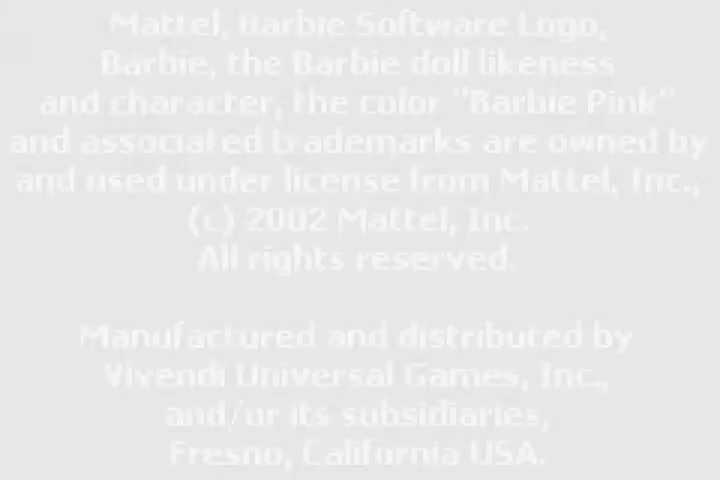 Mattel, Barbie Software Logo,
Barbie, the Barbie doll likeness
and character, the color "Barbie Pink"
and associated trademarks are owned by
and used under license from Mattel, Inc.,
(c) 2002 Mattel, Inc.
All rights reserved.
Manufactured and distributed by
Vivendi Universal Games, Inc.,
and/or its subsidiaries,
Fresno, California USA.